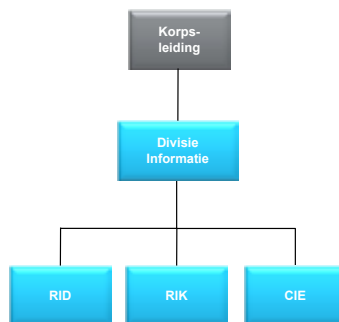 Korps-
leiding
Divisie
Informatie
RID
RIK
CIE